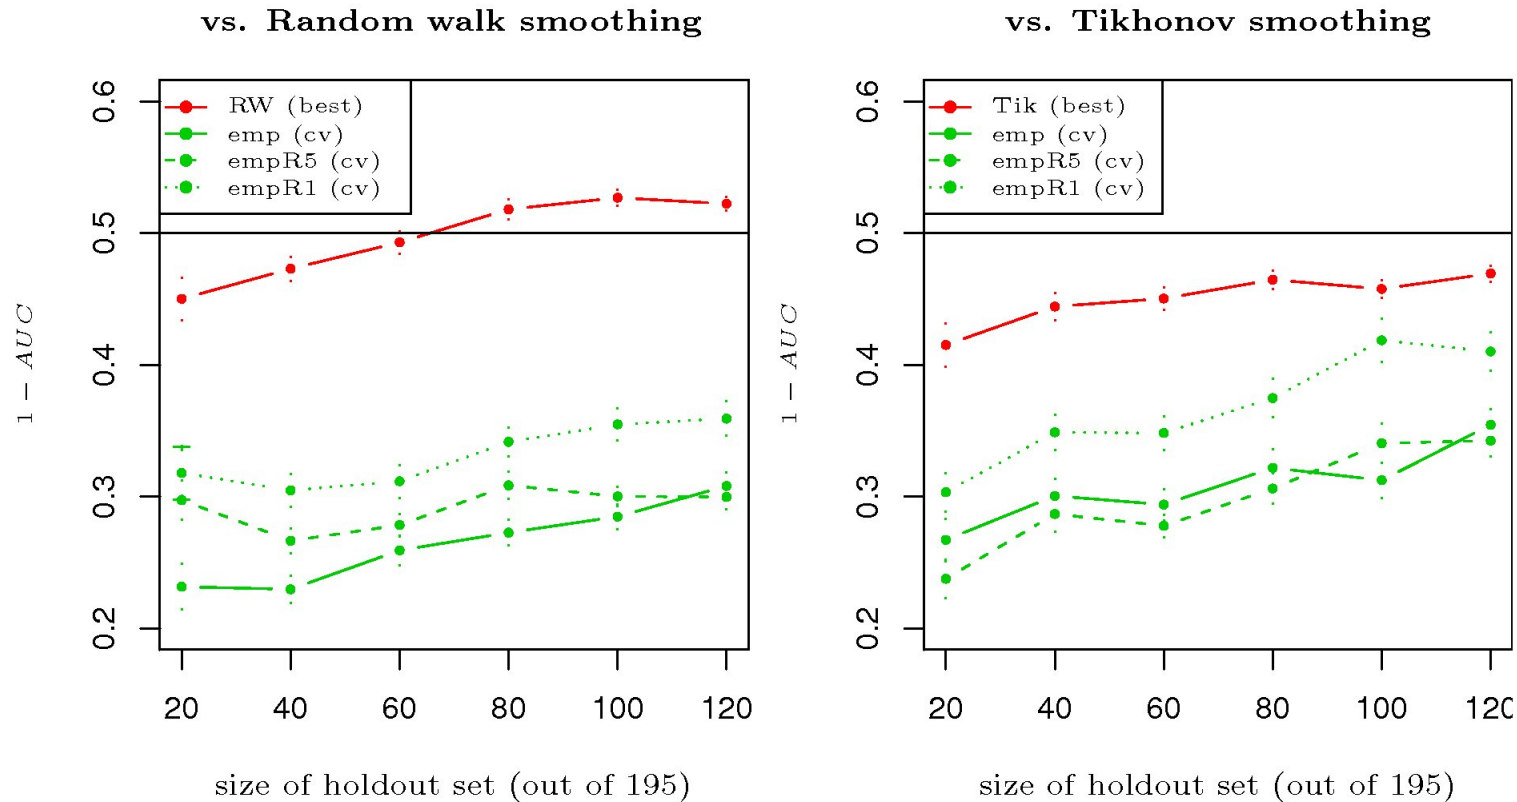 vs. Random walk smoothing
RW (best)
emp (cv)
empR5 (cv)
empR1 (cv)
0.6
0.5
0.4
0.3
0.2
1 − AUC
20 40 60 80 100 120
size of holdout set (out of 195)
vs. Tikhonov smoothing
Tik (best)
emp (cv)
empR5 (cv)
empR1 (cv)
0.6
0.5
0.4
0.3
0.2
1 − AUC
20 40 60 80 100 120
size of holdout set (out of 195)